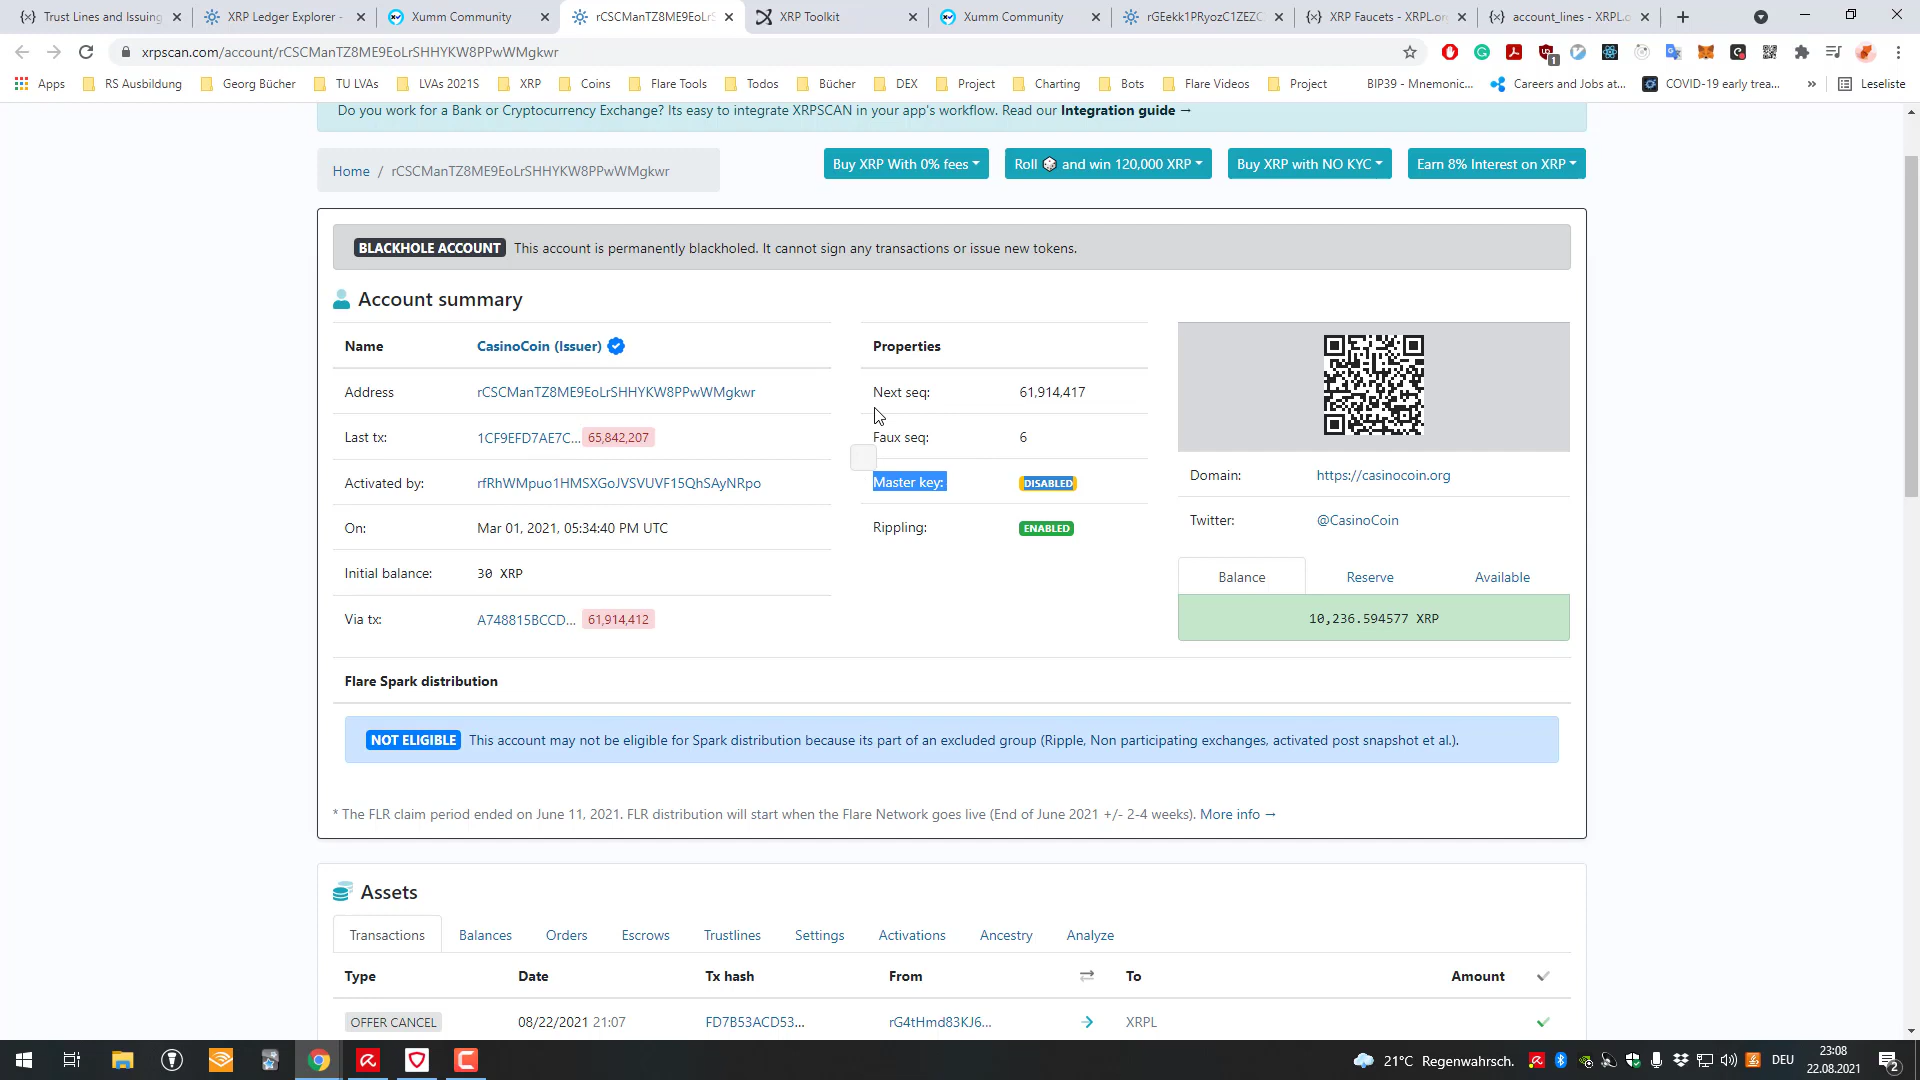 Trust Lines and Issuing
XRP Ledger Explorer -
Xumm Community
rCSCManTZ8ME9EoLrS
XRP Toolkit
Xumm Community
rGEekk1PRyozC1ZEZC
XRP Faucets - XRPL.or
account_lines - XRPL.o
xrpscan.com/account/rCSCManTZ8ME9EoLrSHHYKW8PPwWMgkwr
1
Apps
RS Ausbildung
Georg Bücher
TU LVAs
LVAs 2021S
XRP
Coins
Flare Tools
Todos
Bücher
DEX
Project
Charting
Bots
Flare Videos
Project
BIP39 - Mnemonic...
Careers and Jobs at...
COVID-19 early trea...
»
Leseliste
Do you work for a Bank or Cryptocurrency Exchange? Its easy to integrate XRPSCAN in your app's workflow. Read our Integration guide →
Home / rCSCManTZ8ME9EoLrSHHYKW8PPwWMgkwr
Buy XRP With 0% fees
Roll and win 120,000 XRP
Buy XRP with NO KYC
Earn 8% Interest on XRP
BLACKHOLE ACCOUNT This account is permanently blackholed. It cannot sign any transactions or issue new tokens.
Account summary
Name CasinoCoin (Issuer)
Address rCSCManTZ8ME9EoLrSHHYKW8PPwWMgkwr
Last tx: 1CF9EFD7AE7C... 65,842,207
Activated by: rfRhWMpuo1HMSXGoJVSVUVF15QhSAyNRpo
On: Mar 01, 2021, 05:34:40 PM UTC
Initial balance: 30 XRP
Via tx: A748815BCCD... 61,914,412
Properties
Next seq: 61,914,417
Faux seq: 6
Master key: DISABLED
Rippling: ENABLED
Domain: https://casinocoin.org
Twitter: @CasinoCoin
Balance Reserve Available
10,236.594577 XRP
Flare Spark distribution
NOT ELIGIBLE This account may not be eligible for Spark distribution because its part of an excluded group (Ripple, Non participating exchanges, activated post snapshot et al.).
* The FLR claim period ended on June 11, 2021. FLR distribution will start when the Flare Network goes live (End of June 2021 +/- 2-4 weeks). More info →
Assets
Transactions Balances Orders Escrows Trustlines Settings Activations Ancestry Analyze
Type Date Tx hash From To Amount
OFFER CANCEL 08/22/2021 21:07 FD7B53ACD53... rG4tHmd83KJ6... XRPL
21°C Regenwahrsch.
DEU
23:08
22.08.2021
2